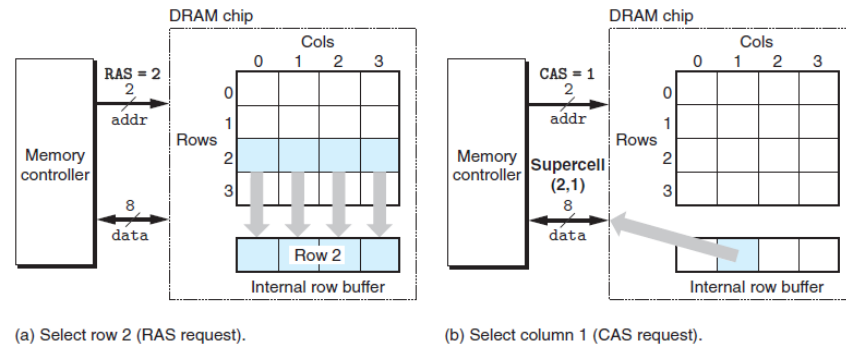 DRAM chip
Cols
0 1 2 3
RAS = 2
2
addr
Rows
0
1
2
3
Memory
controller
8
data
Row 2
Internal row buffer
(a) Select row 2 (RAS request).
DRAM chip
Cols
0 1 2 3
CAS = 1
2
addr
Rows
0
1
2
3
Memory
controller
Supercell
(2,1)
8
data
Internal row buffer
(b) Select column 1 (CAS request).